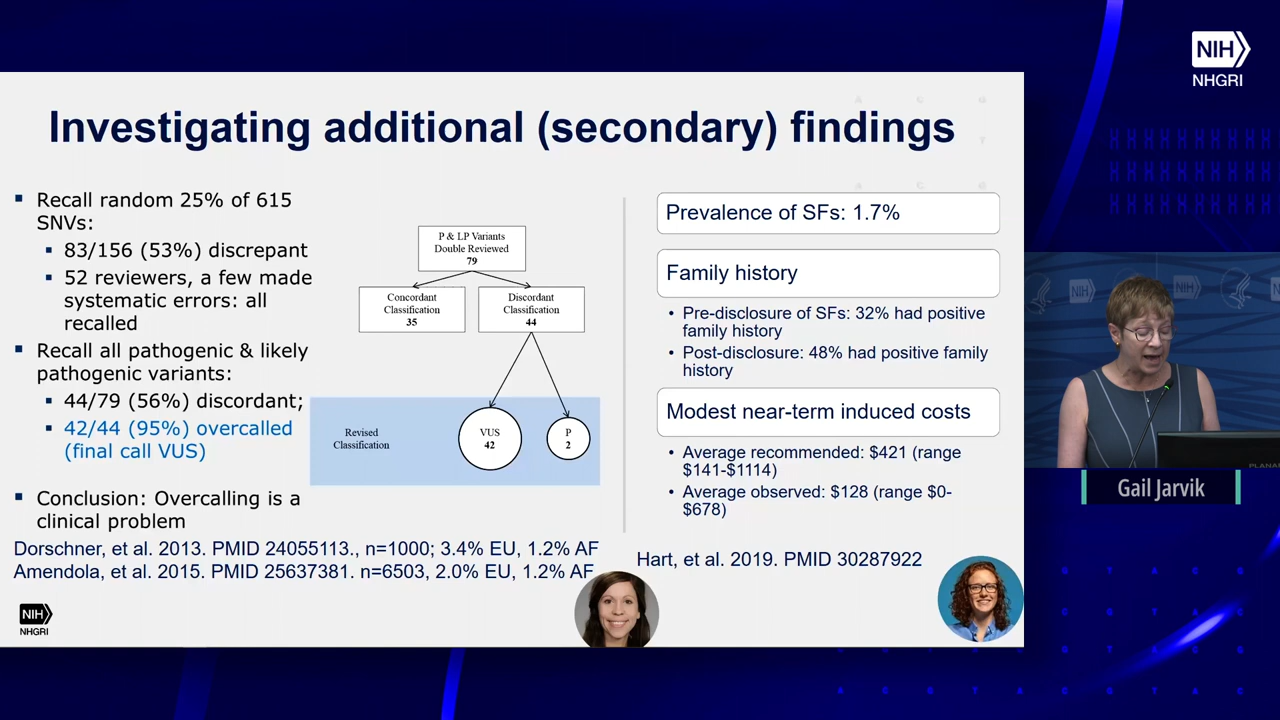 NIH
NHGRI
Investigating additional (secondary) findings
▪ Recall random 25% of 615
SNVs:
▪ 83/156 (53%) discrepant
▪ 52 reviewers, a few made
systematic errors: all
recalled
▪ Recall all pathogenic & likely
pathogenic variants:
▪ 44/79 (56%) discordant;
▪ 42/44 (95%) overcalled
(final call VUS)
▪ Conclusion: Overcalling is a
clinical problem
P & LP Variants
Double Reviewed
79
Concordant
Classification
35
Discordant
Classification
44
Revised
Classification
VUS
42
P
2
Dorschner, et al. 2013. PMID 24055113., n=1000; 3.4% EU, 1.2% AF
Amendola, et al. 2015. PMID 25637381. n=6503, 2.0% EU, 1.2% AF
Prevalence of SFs: 1.7%
Family history
• Pre-disclosure of SFs: 32% had positive
family history
• Post-disclosure: 48% had positive family
history
Modest near-term induced costs
• Average recommended: $421 (range
$141-$1114)
• Average observed: $128 (range $0-
$678)
Hart, et al. 2019. PMID 30287922
NIH
NHGRI
NIH
NIH
PLANAR
Gail Jarvik